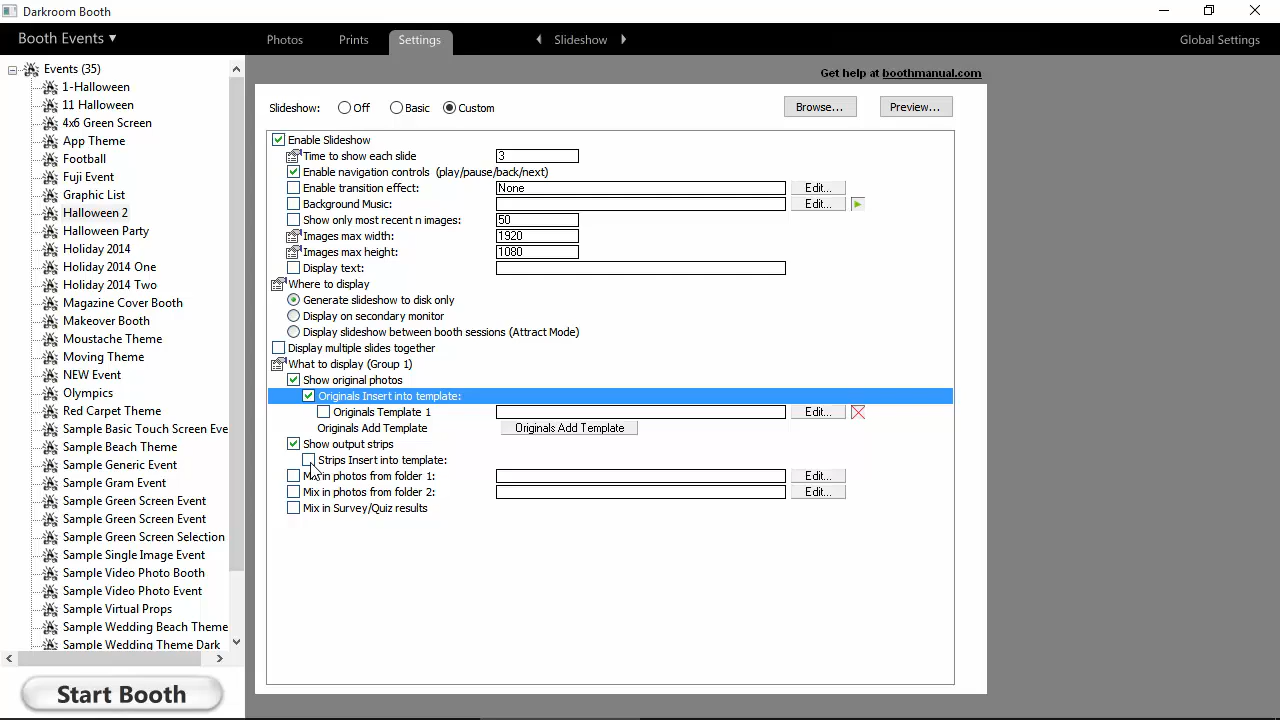 Darkroom Booth
Booth Events ▼
Photos Prints Settings Slideshow Global Settings
Events (35)
1-Halloween
11 Halloween
4x6 Green Screen
App Theme
Football
Fuji Event
Graphic List
Halloween 2
Halloween Party
Holiday 2014
Holiday 2014 One
Holiday 2014 Two
Magazine Cover Booth
Makeover Booth
Moustache Theme
Moving Theme
NEW Event
Olympics
Red Carpet Theme
Sample Basic Touch Screen Eve
Sample Beach Theme
Sample Generic Event
Sample Gram Event
Sample Green Screen Event
Sample Green Screen Event
Sample Green Screen Selection
Sample Single Image Event
Sample Video Photo Booth
Sample Video Photo Event
Sample Virtual Props
Sample Wedding Beach Theme
Sample Wedding Theme Dark
Start Booth
Get help at boothmanual.com
Slideshow: Off Basic Custom Browse... Preview...
Enable Slideshow
Time to show each slide 3
Enable navigation controls (play/pause/back/next)
Enable transition effect: None Edit...
Background Music: Edit...
Show only most recent n images: 50
Images max width: 1920
Images max height: 1080
Display text:
Where to display
Generate slideshow to disk only
Display on secondary monitor
Display slideshow between booth sessions (Attract Mode)
Display multiple slides together
What to display (Group 1)
Show original photos
Originals Insert into template:
Originals Template 1 Edit...
Originals Add Template Originals Add Template
Show output strips
Strips Insert into template:
in photos from folder 1: Edit...
Mix in photos from folder 2: Edit...
Mix in Survey/Quiz results